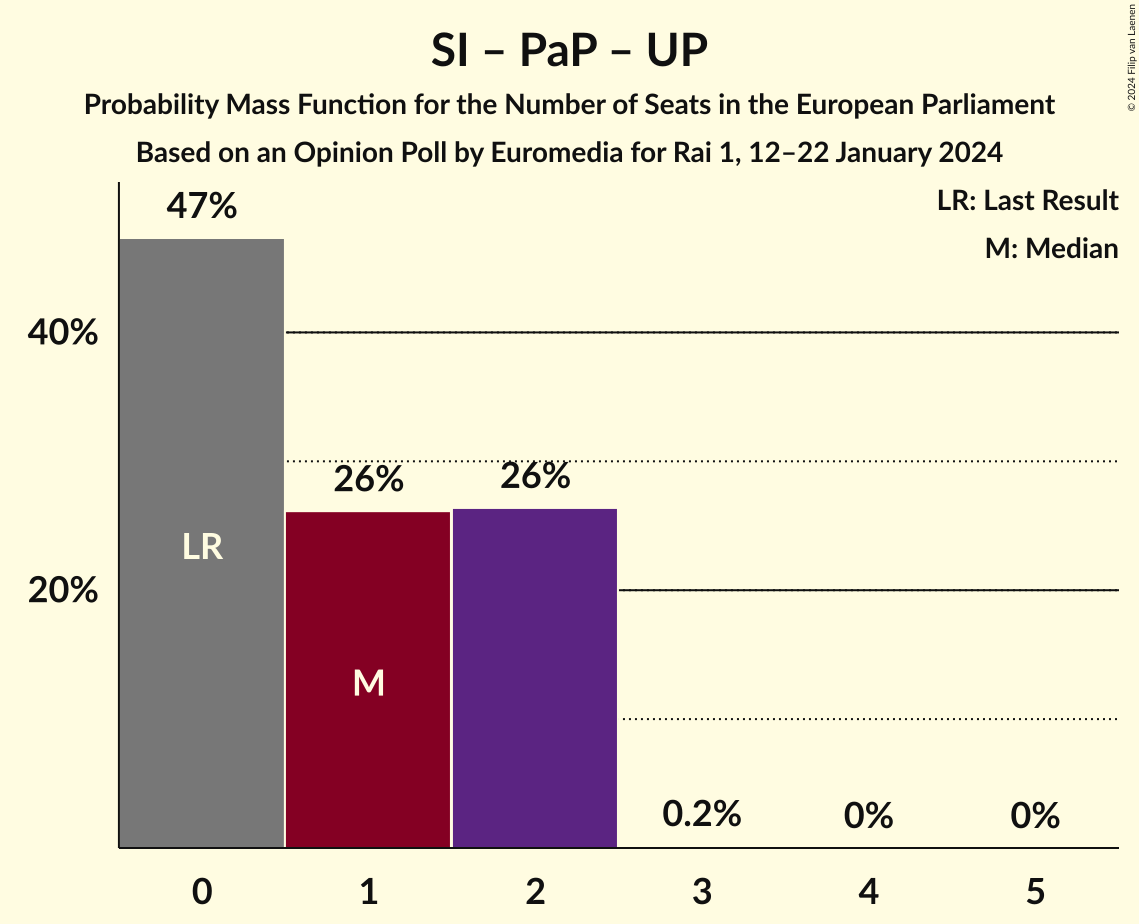 SI – PaP – UP
Probability Mass Function for the Number of Seats in the European Parliament
Based on an Opinion Poll by Euromedia for Rai 1, 12–22 January 2024
© 2024 Filip van Laenen
LR: Last Result
M: Median
47%
40%
26%
26%
LR
20%
M
0.2%
0%
0%
0
1
2
3
4
5